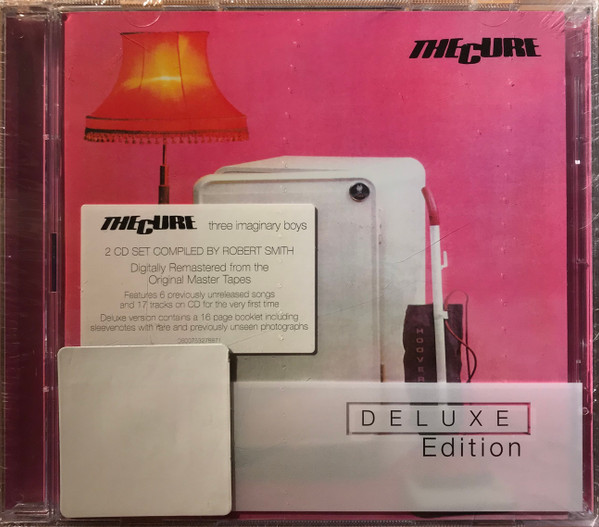 THE CURE
THE CURE three imaginary boys
2 CD SET COMPILED BY ROBERT SMITH
Digitally Remastered from the
Original Master Tapes
Features 6 previously unreleased songs
and 17 tracks on CD for the very first time
Deluxe version contains a 16 page booklet including
sleevenotes with rare and previously unseen photographs
HOOVER
DELUXE
Edition